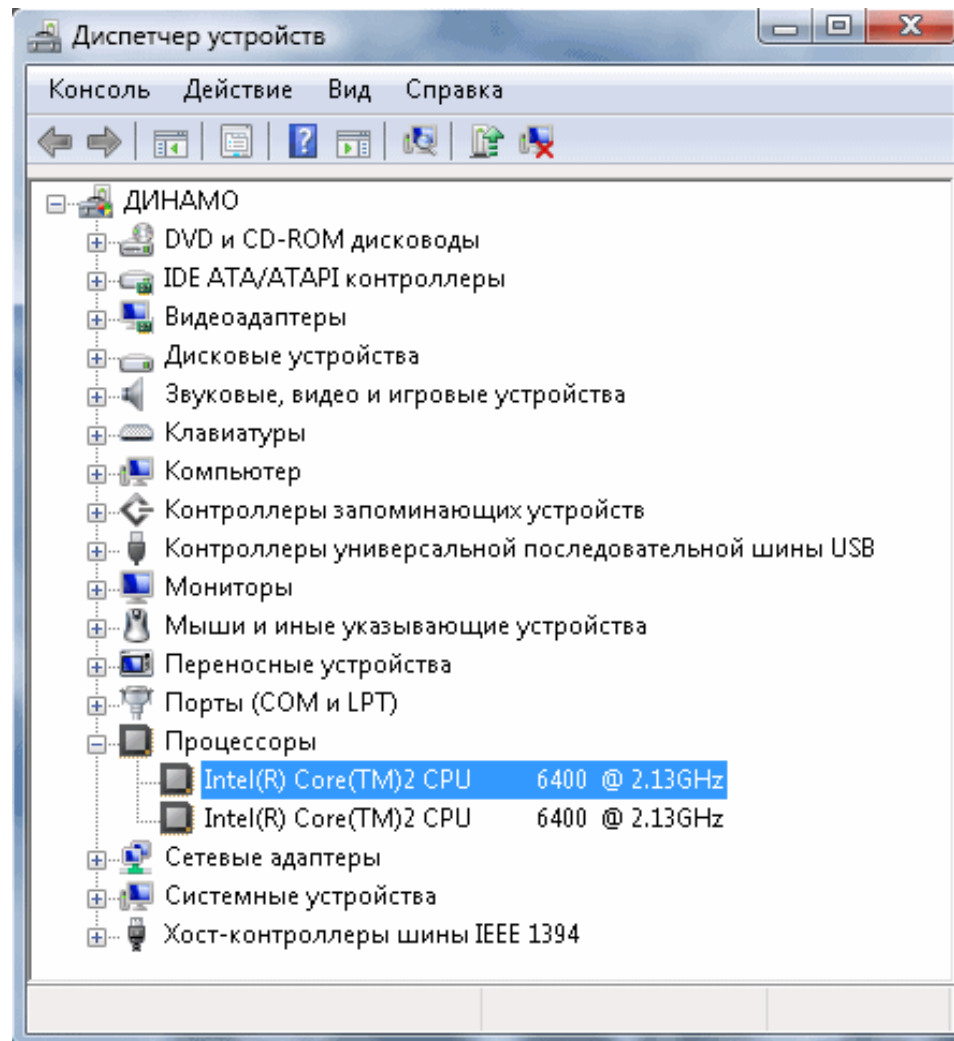 Диспетчер устройств
Консоль Действие Вид Справка
ДИНАМО
DVD и CD-ROM дисководы
IDE ATA/ATAPI контроллеры
Видеоадаптеры
Дисковые устройства
Звуковые, видео и игровые устройства
Клавиатуры
Компьютер
Контроллеры запоминающих устройств
Контроллеры универсальной последовательной шины USB
Мониторы
Мыши и иные указывающие устройства
Переносные устройства
Порты (COM и LPT)
Процессоры
Intel(R) Core(TM)2 CPU 6400 @ 2.13GHz
Intel(R) Core(TM)2 CPU 6400 @ 2.13GHz
Сетевые адаптеры
Системные устройства
Хост-контроллеры шины IEEE 1394